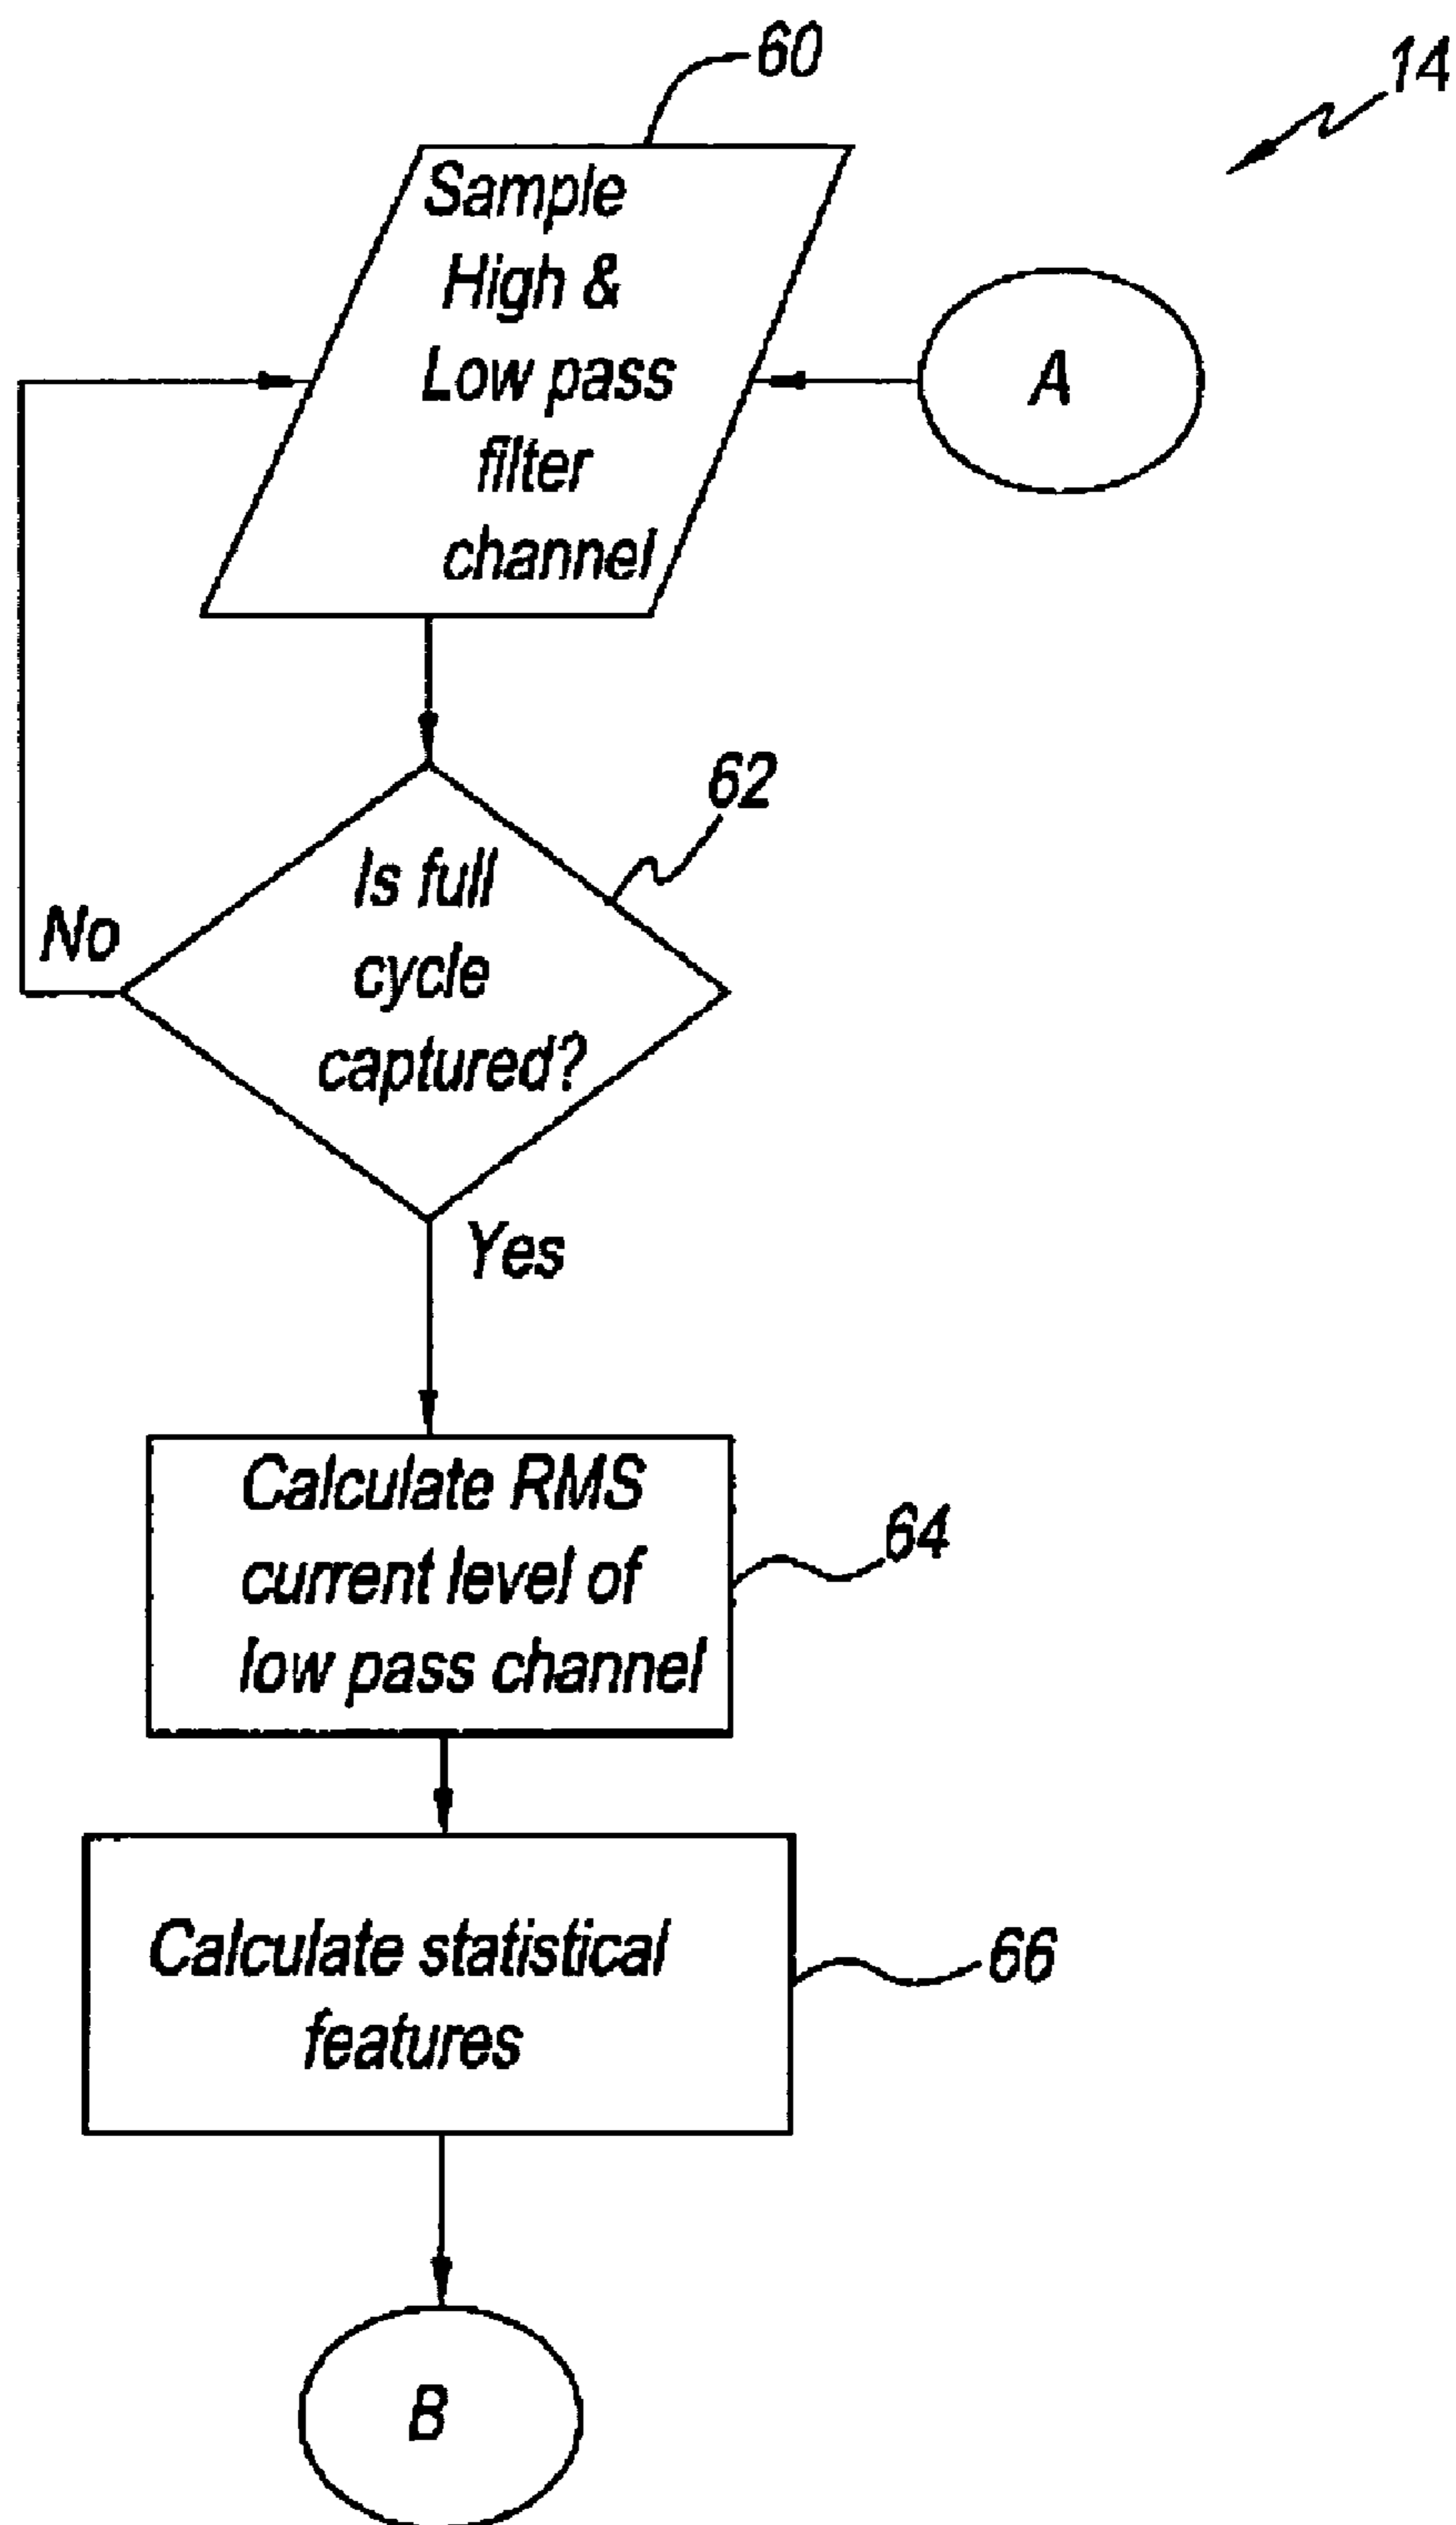 60
14
Sample
High &
Low pass
filter
channel
A
62
Is full
cycle
captured?
No
Yes
Calculate RMS
current level of
low pass channel
64
Calculate statistical
features
66
B